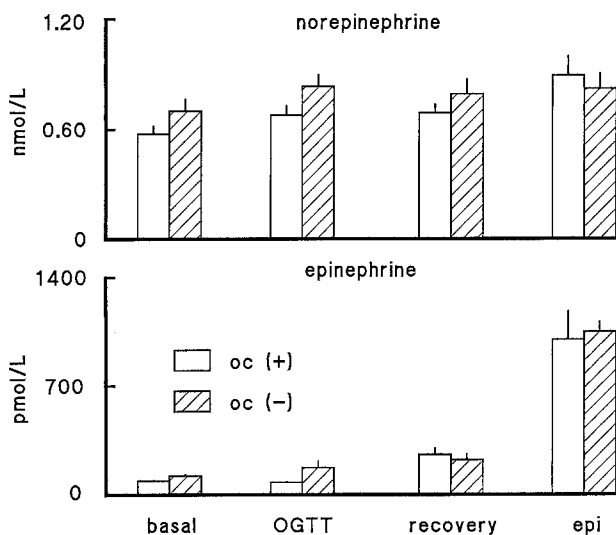 norepinephrine
1.20
0.60
0
nmol/L
epinephrine
1400
700
0
pmol/L
oc (+)
oc (-)
basal OGTT recovery epi